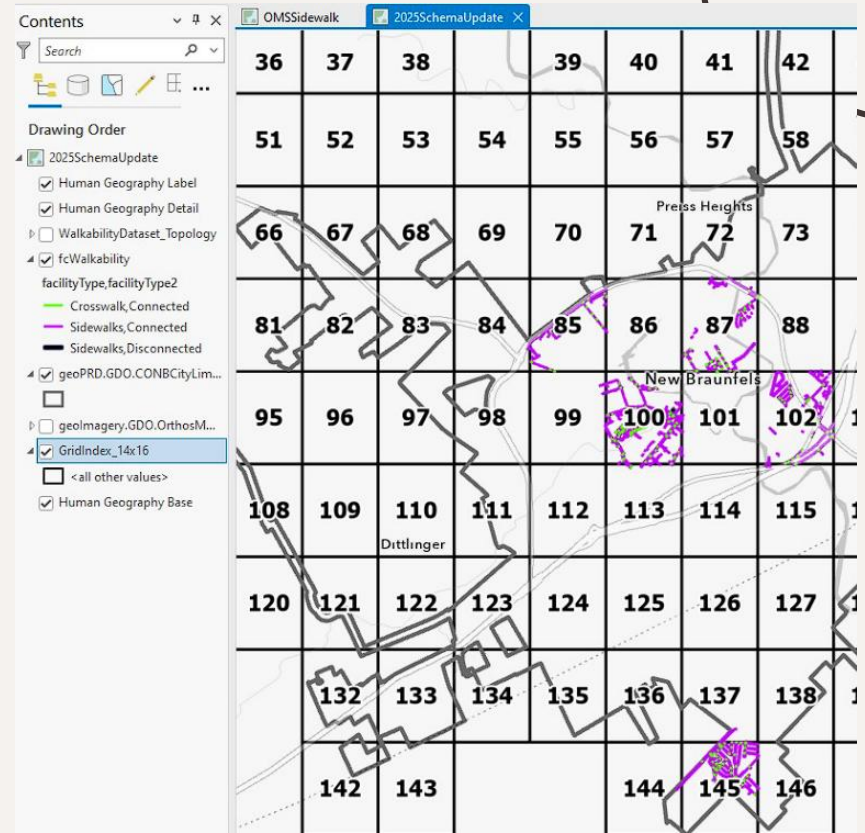 Contents
Search
Drawing Order
2025SchemaUpdate
Human Geography Label
Human Geography Detail
WalkabilityDataset_Topology
fcWalkability
facilityType,facilityType2
Crosswalk,Connected
Sidewalks,Connected
Sidewalks,Disconnected
geoPRD.GDO.CONBCityLim...
geoImagery.GDO.OrthosM...
GridIndex_14x16
<all other values>
Human Geography Base
OMSSidewalk 2025SchemaUpdate
36 37 38 39 40 41 42
51 52 53 54 55 56 57 58
Preiss Heights
66 67 68 69 70 71 72 73
81 82 83 84 85 86 87 88
New Braunfels
95 96 97 98 99 100 101 102
108 109 110 111 112 113 114 115
Dittlinger
120 121 122 123 124 125 126 127
132 133 134 135 136 137 138
142 143 144 145 146